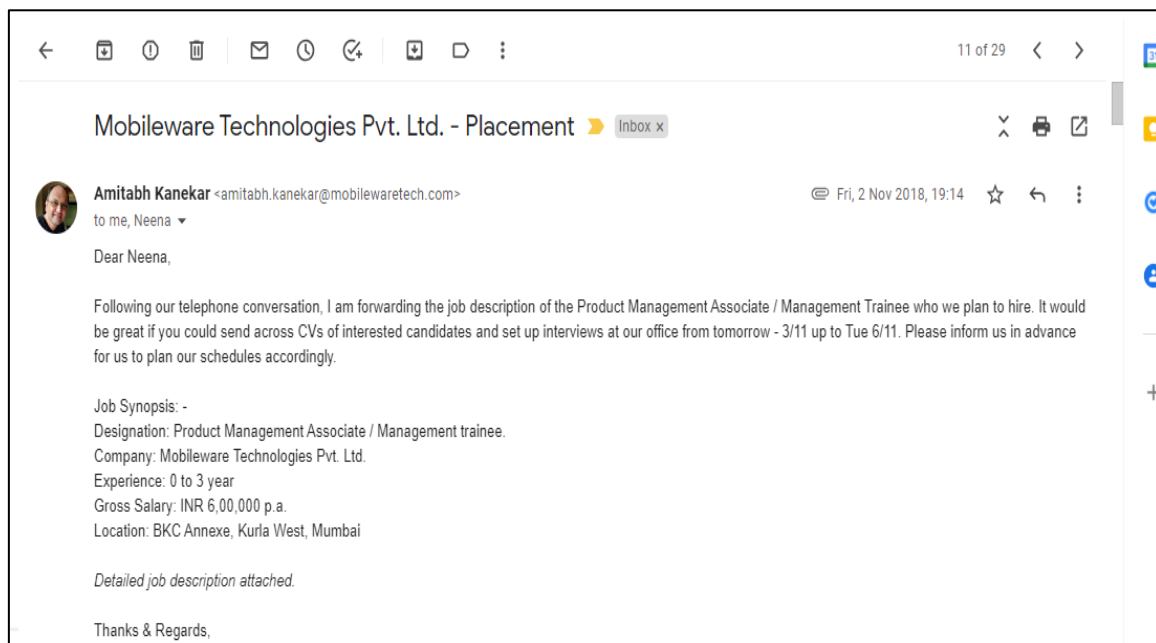 11 of 29
Mobileware Technologies Pvt. Ltd. - Placement Inbox x
Amitabh Kanekar <amitabh.kanekar@mobilewaretech.com> Fri, 2 Nov 2018, 19:14
to me, Neena
Dear Neena,
Following our telephone conversation, I am forwarding the job description of the Product Management Associate / Management Trainee who we plan to hire. It would
be great if you could send across CVs of interested candidates and set up interviews at our office from tomorrow - 3/11 up to Tue 6/11. Please inform us in advance
for us to plan our schedules accordingly.
Job Synopsis: -
Designation: Product Management Associate / Management trainee.
Company: Mobileware Technologies Pvt. Ltd.
Experience: 0 to 3 year
Gross Salary: INR 6,00,000 p.a.
Location: BKC Annexe, Kurla West, Mumbai
Detailed job description attached.
Thanks & Regards,